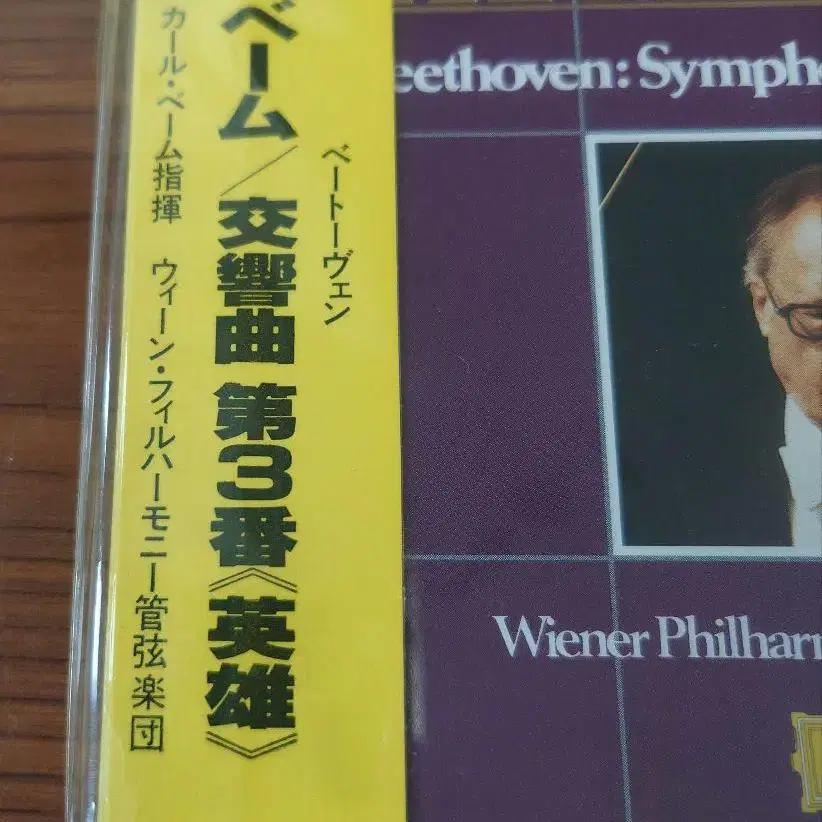 ベートーヴェン
ベーム/交響曲 第3番《英雄》
カール・ベーム指揮 ウィーン・フィルハーモニー管弦楽団
eethoven: Sympho
Wiener Philharm